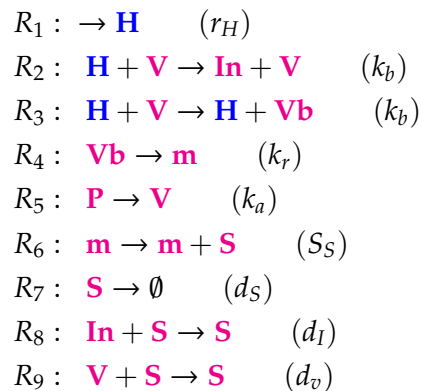 R₁ : → H (r_H)
R₂ : H + V → In + V (k_b)
R₃ : H + V → H + Vb (k_b)
R₄ : Vb → m (k_r)
R₅ : P → V (k_a)
R₆ : m → m + S (S_S)
R₇ : S → ∅ (d_S)
R₈ : In + S → S (d_I)
R₉ : V + S → S (d_v)